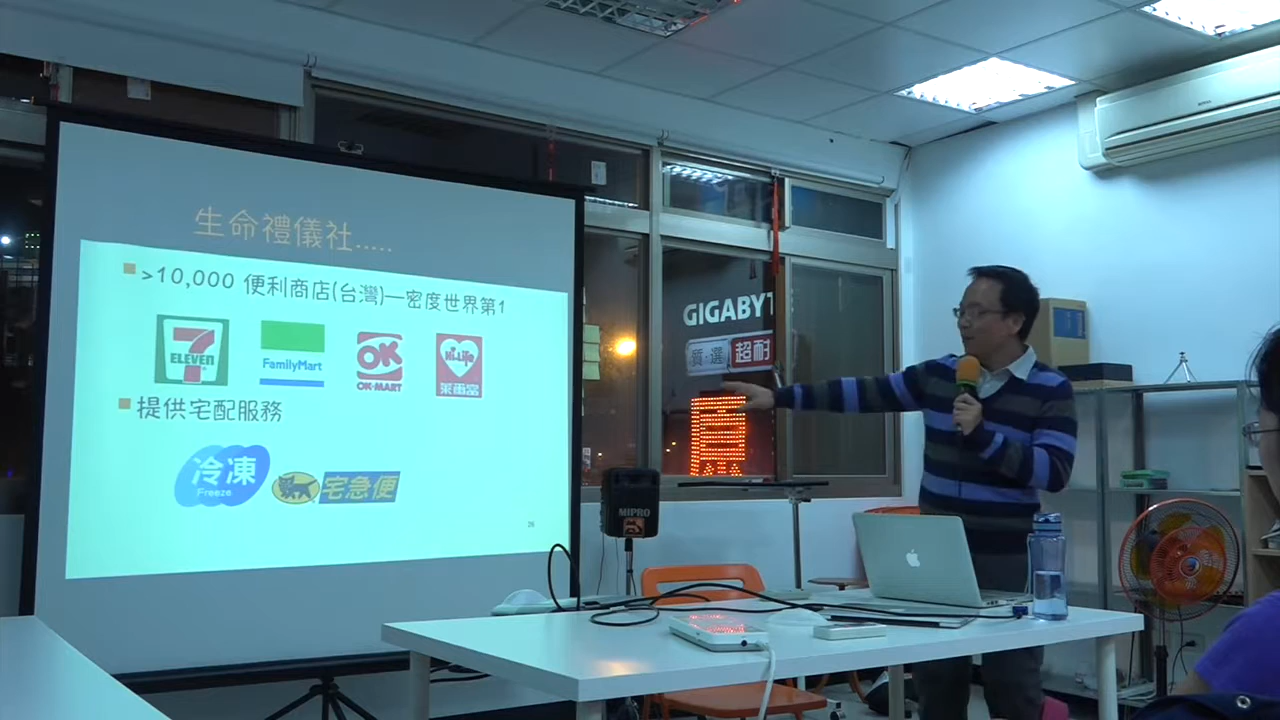 生命禮儀社.....
>10,000 便利商店(台灣)—密度世界第1
7
ELEVEN
FamilyMart
OK
OK·MART
Hi-Life
萊爾富
提供宅配服務
冷凍
Freeze
宅急便
26
GIGABYT
質·選 超耐
MIPRO